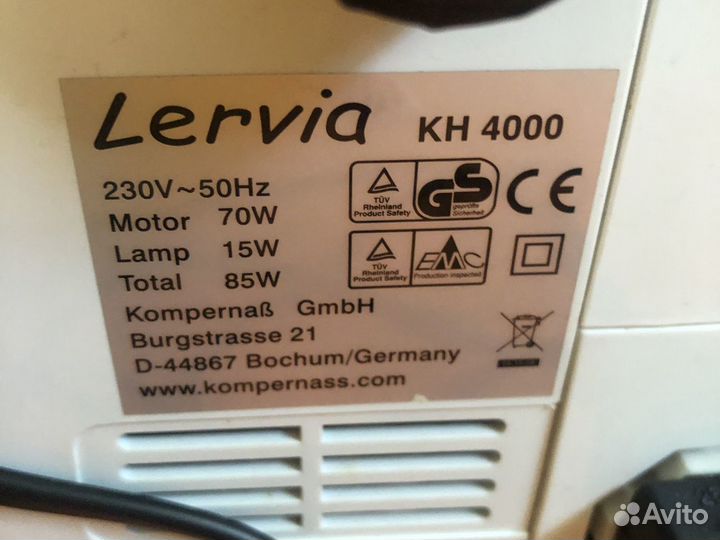 Lervia KH 4000
230V~50Hz
Motor 70W
Lamp 15W
Total 85W
TÜV
Rheinland
Product Safety
GS
geprüfte
Sicherheit
CE
TÜV
Rheinland
Product Safety
EMC
Production inspected
Kompernaß GmbH
Burgstrasse 21
D-44867 Bochum/Germany
www.kompernass.com
Avito